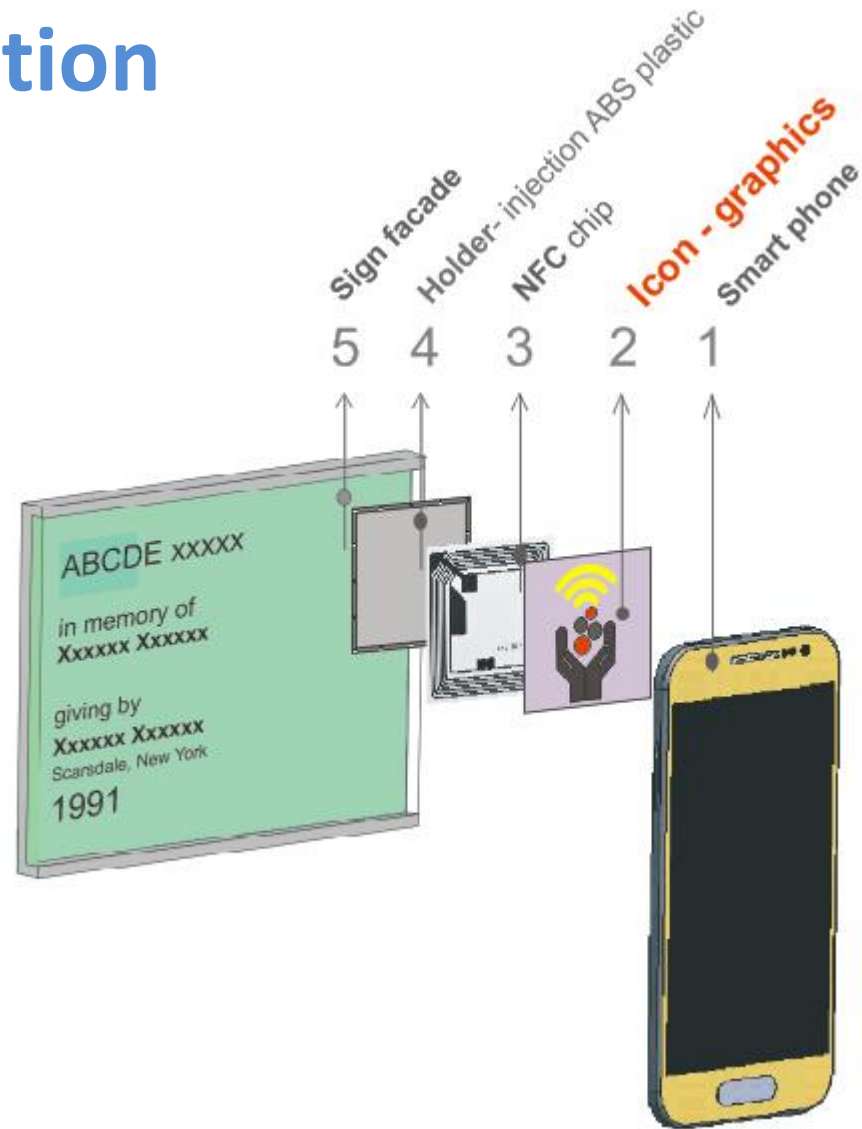 tion
Sign facade
Holder- injection ABS plastic
NFC chip
Icon - graphics
Smart phone
5 4 3 2 1
ABCDE xxxxx
in memory of
Xxxxxx Xxxxxx
giving by
Xxxxxx Xxxxxx
Scarsdale, New York
1991